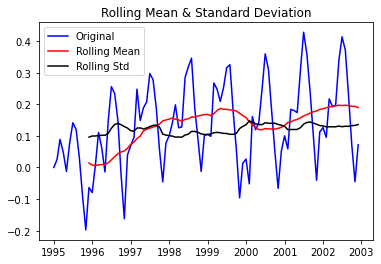 Rolling Mean & Standard Deviation
Original
Rolling Mean
Rolling Std
0.4
0.3
0.2
0.1
0.0
−0.1
−0.2
1995 1996 1997 1998 1999 2000 2001 2002 2003